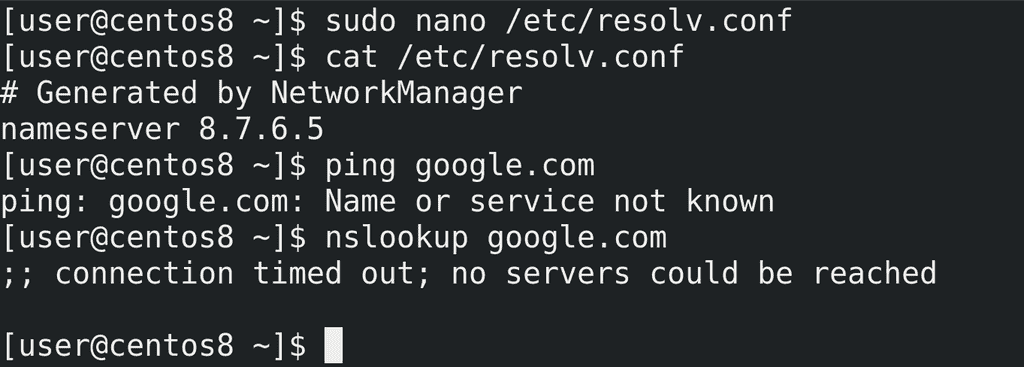 [user@centos8 ~]$ sudo nano /etc/resolv.conf
[user@centos8 ~]$ cat /etc/resolv.conf
# Generated by NetworkManager
nameserver 8.7.6.5
[user@centos8 ~]$ ping google.com
ping: google.com: Name or service not known
[user@centos8 ~]$ nslookup google.com
;; connection timed out; no servers could be reached
[user@centos8 ~]$